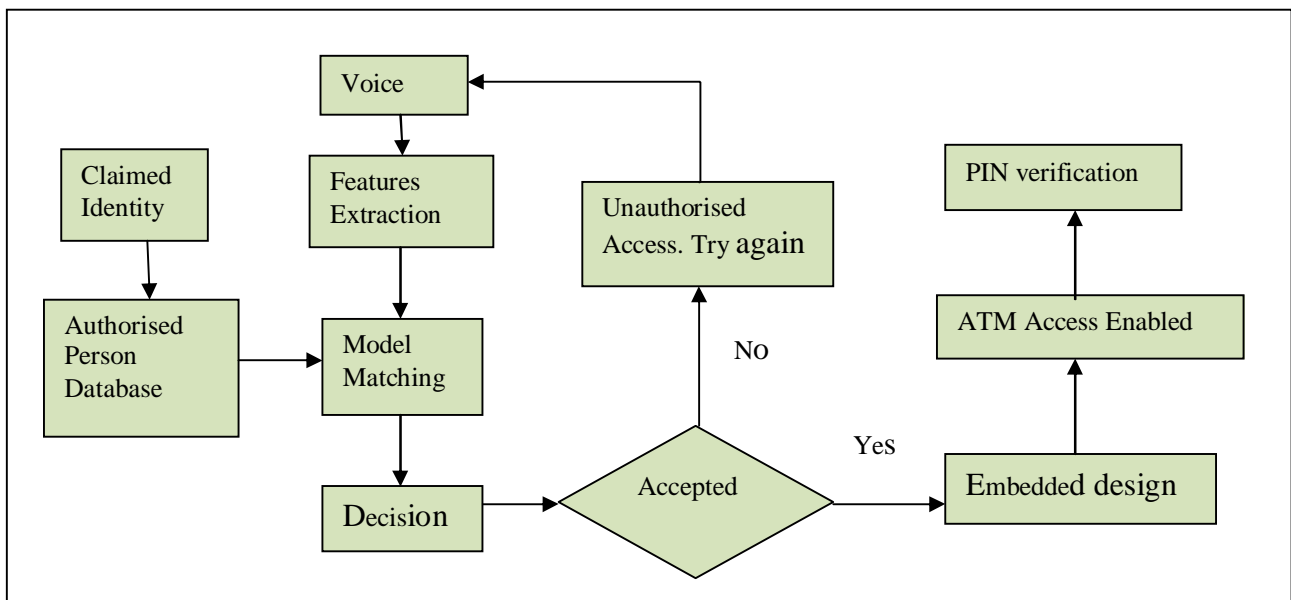 Voice
Claimed
Identity
Features
Extraction
Unauthorised
Access. Try again
PIN verification
Authorised
Person
Database
Model
Matching
No
ATM Access Enabled
Decision
Accepted
Yes
Embedded design